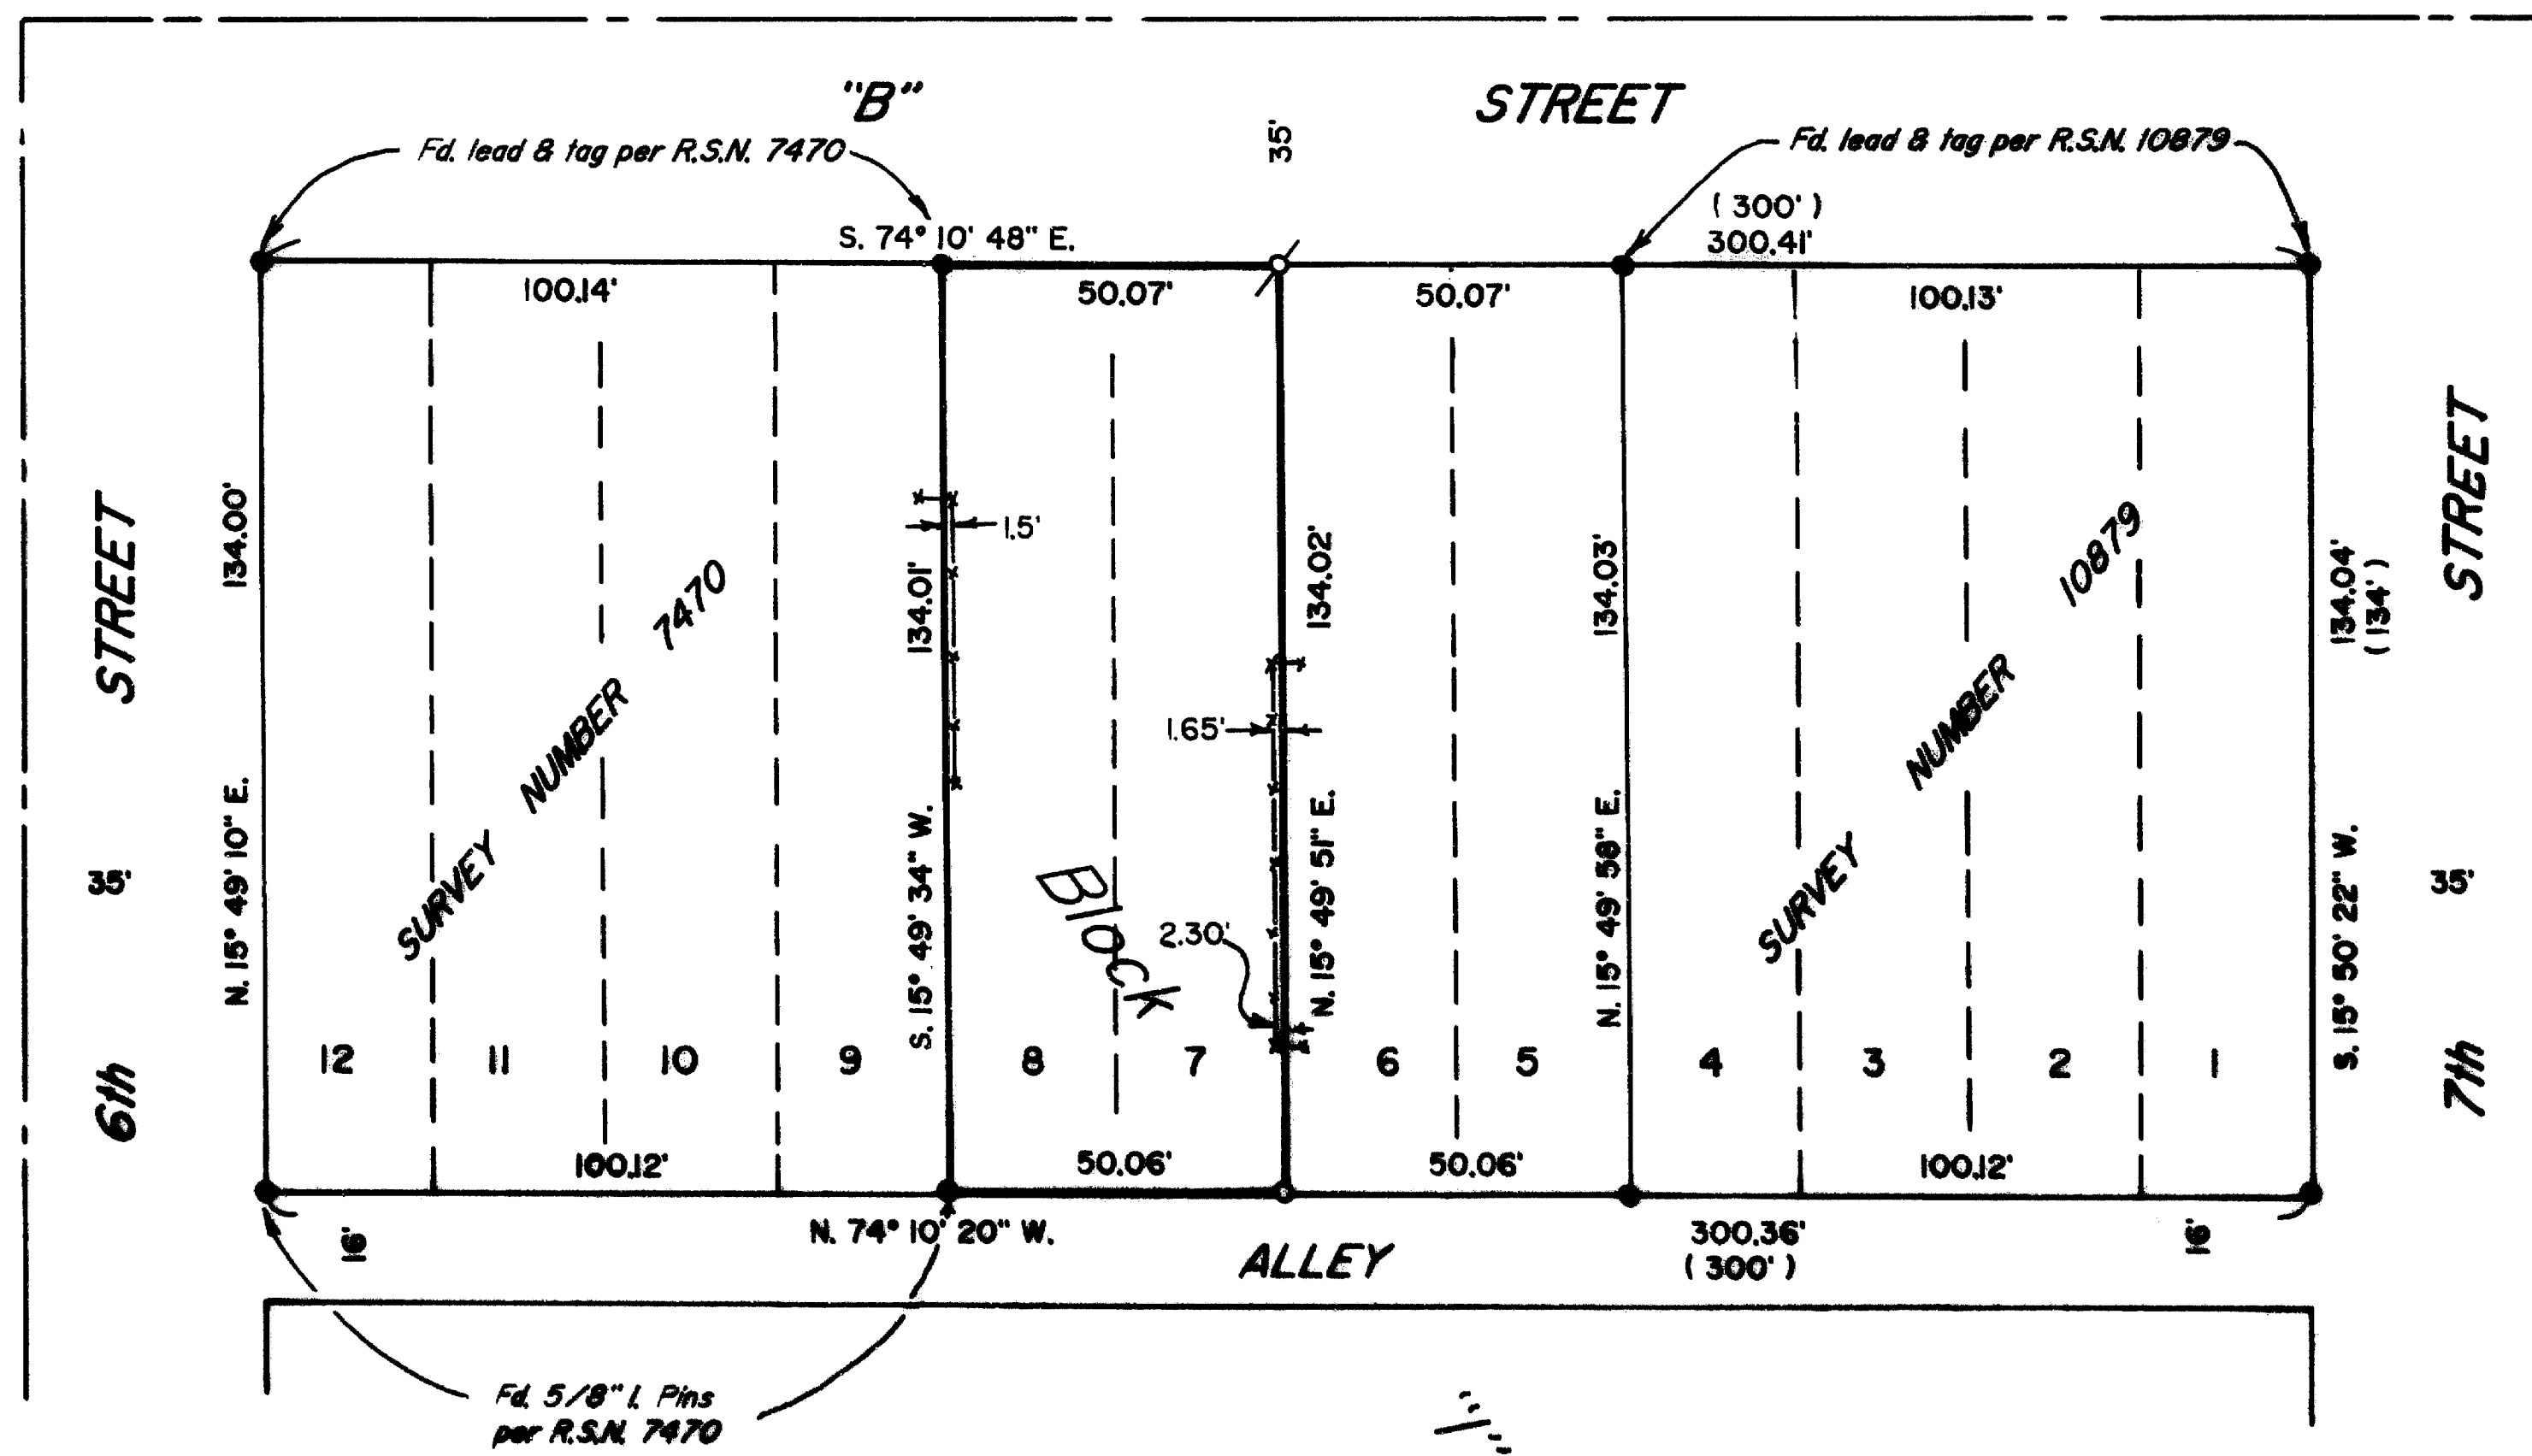 "B" STREET
35'
Fd. lead & tag per R.S.N. 7470
Fd. lead & tag per R.S.N. 10879
(300')
S. 74° 10' 48" E.
300.41'
100.14'
50.07'
50.07'
100.13'
6th STREET
35'
7th STREET
35'
N. 15° 49' 10" E.
134.00'
SURVEY NUMBER 7470
S. 15° 49' 34" W.
134.01'
1.5'
1.65'
2.30'
Block
N. 15° 49' 51" E.
134.02'
N. 15° 49' 58" E.
134.03'
SURVEY NUMBER 10879
S. 15° 50' 22" W.
134.04'
(134')
12 11 10 9 8 7 6 5 4 3 2 1
100.12'
50.06'
50.06'
100.12'
16'
N. 74° 10' 20" W.
300.36'
16'
ALLEY
(300')
Fd. 5/8" I. Pins
per R.S.N. 7470
"1"